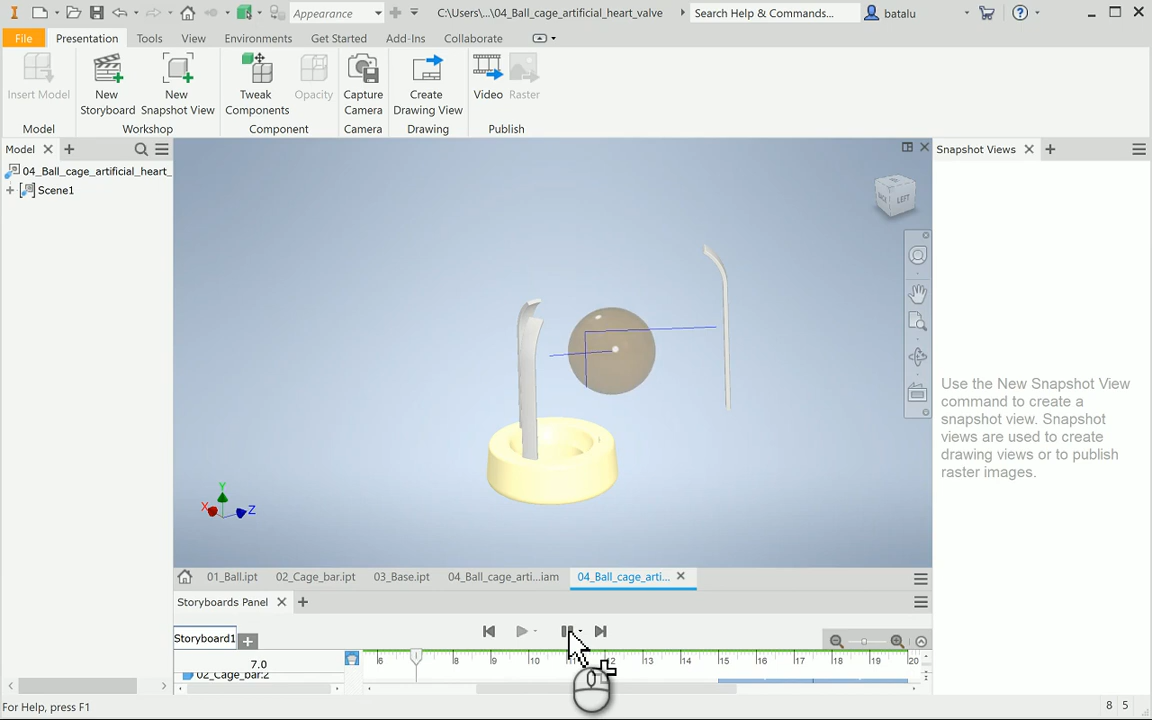 Appearance
C:\Users\...\04_Ball_cage_artificial_heart_valve
Search Help & Commands...
batalu
File
Presentation
Tools
View
Environments
Get Started
Add-Ins
Collaborate
Insert Model
New Storyboard
New Snapshot View
Tweak Components
Opacity
Capture Camera
Create Drawing View
Video
Raster
Model
Workshop
Component
Camera
Drawing
Publish
Model
04_Ball_cage_artificial_heart_
Scene1
Snapshot Views
BACK
LEFT
Use the New Snapshot View
command to create a
snapshot view. Snapshot
views are used to create
drawing views or to publish
raster images.
Y
X
Z
01_Ball.ipt
02_Cage_bar.ipt
03_Base.ipt
04_Ball_cage_arti...iam
04_Ball_cage_arti...
Storyboards Panel
Storyboard1
7.0
02_Cage_bar:2
6 8 9 10 11 12 13 14 15 16 17 18 19 20
For Help, press F1
8 5